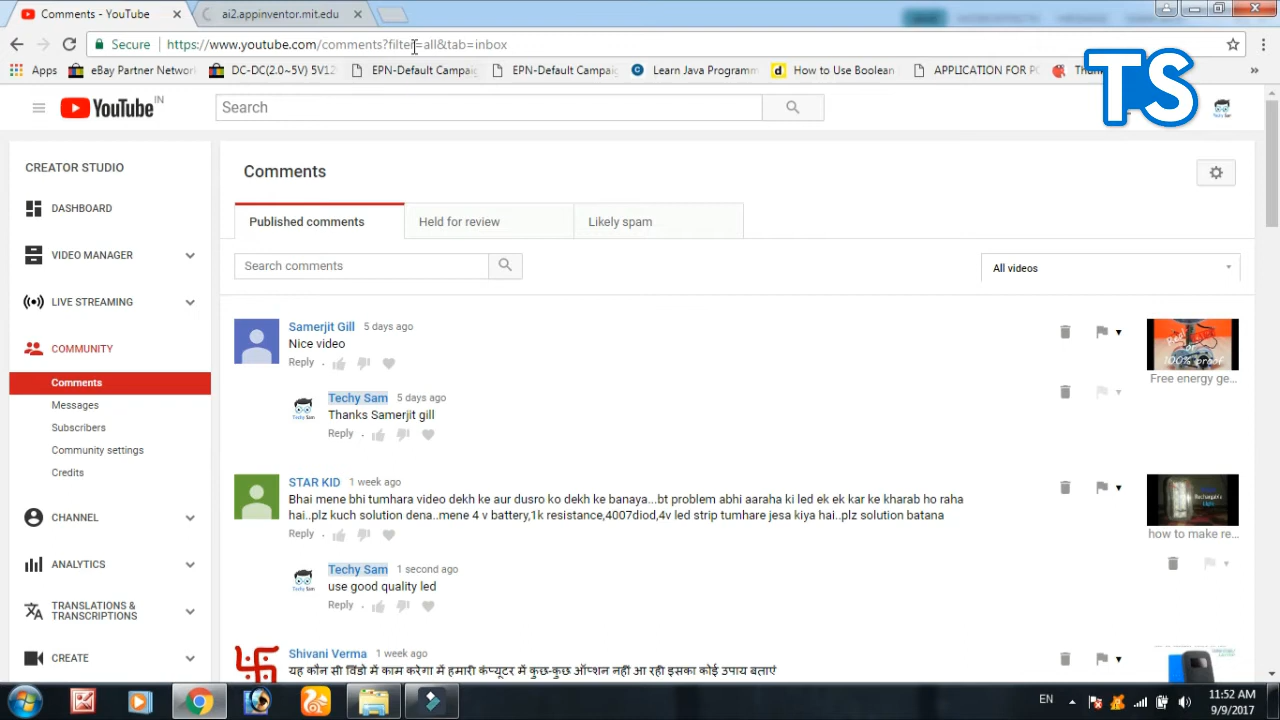 Comments - YouTube
ai2.appinventor.mit.edu
Secure https://www.youtube.com/comments?filter=all&tab=inbox
Apps eBay Partner Networ DC-DC(2.0~5V) 5V12 EPN-Default Campaig EPN-Default Campaig Learn Java Programm How to Use Boolean APPLICATION FOR PO
TS
YouTube IN
Search
CREATOR STUDIO
DASHBOARD
VIDEO MANAGER
LIVE STREAMING
COMMUNITY
Comments
Messages
Subscribers
Community settings
Credits
CHANNEL
ANALYTICS
TRANSLATIONS &
TRANSCRIPTIONS
CREATE
Comments
Published comments
Held for review
Likely spam
Search comments
All videos
Samerjit Gill 5 days ago
Nice video
Reply
Free energy ge...
Techy Sam 5 days ago
Thanks Samerjit gill
Reply
STAR KID 1 week ago
Bhai mene bhi tumhara video dekh ke aur dusro ko dekh ke banaya...bt problem abhi aaraha ki led ek ek kar ke kharab ho raha
hai..plz kuch solution dena..mene 4 v battery,1k resistance,4007diod,4v led strip tumhare jesa kiya hai..plz solution batana
Reply
how to make re...
Techy Sam 1 second ago
use good quality led
Reply
Shivani Verma 1 week ago
यह कौन सी विंडो में काम करेगा में हमारी कंप्यूटर में कुछ-कुछ ऑप्शन नहीं आ रही इसका कोई उपाय बताएं
EN
11:52 AM
9/9/2017